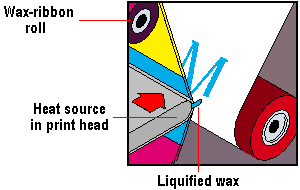 Wax-ribbon
roll
M
Heat source
in print head
Liquified wax